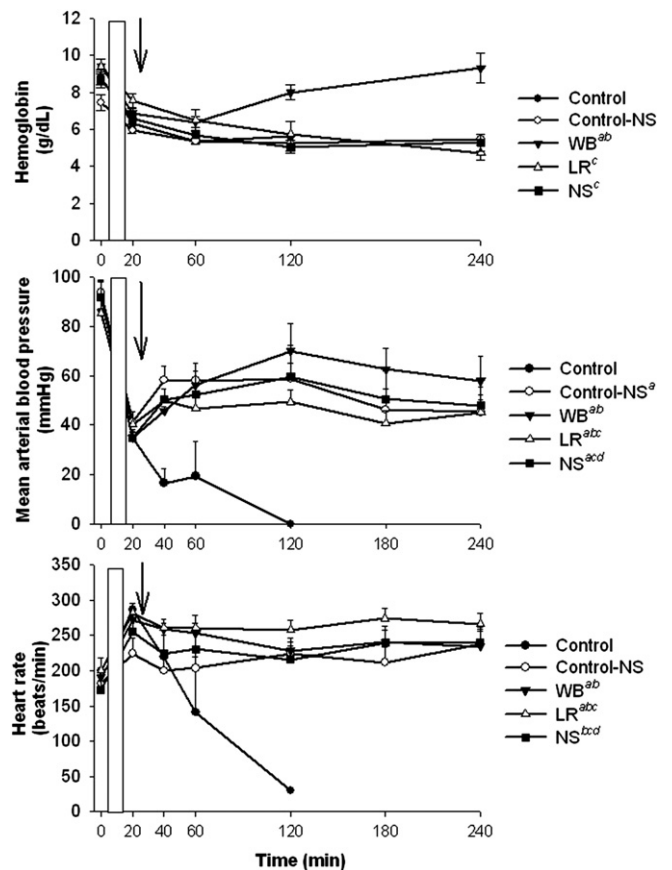 Hemoglobin
(g/dL)
12
10
8
6
4
2
0
0 20 60 120 240
Control
Control-NS
WBab
LRc
NSc
Mean arterial blood pressure
(mmHg)
100
80
60
40
20
0
0 20 40 60 120 180 240
Control
Control-NSa
WBab
LRabc
NSacd
Heart rate
(beats/min)
350
300
250
200
150
100
50
0
0 20 40 60 120 180 240
Control
Control-NS
WBab
LRabc
NSbcd
Time (min)